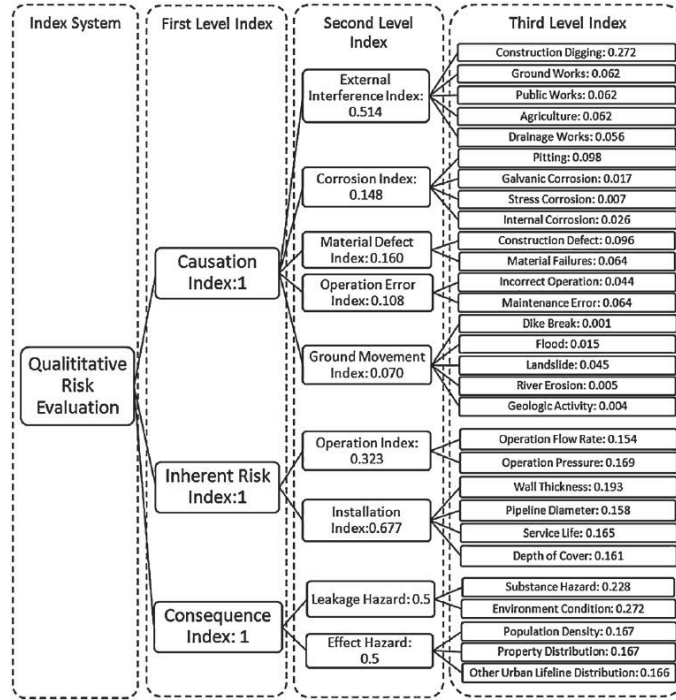 Index System
First Level Index
Second Level
Index
Third Level Index
Qualititative
Risk
Evaluation
Causation
Index:1
Inherent Risk
Index:1
Consequence
Index: 1
External
Interference Index:
0.514
Corrosion Index:
0.148
Material Defect
Index: 0.160
Operation Error
Index: 0.108
Ground Movement
Index: 0.070
Operation Index:
0.323
Installation
Index:0.677
Leakage Hazard: 0.5
Effect Hazard:
0.5
Construction Digging: 0.272
Ground Works: 0.062
Public Works: 0.062
Agriculture: 0.062
Drainage Works: 0.056
Pitting: 0.098
Galvanic Corrosion: 0.017
Stress Corrosion: 0.007
Internal Corrosion: 0.026
Construction Defect: 0.096
Material Failures: 0.064
Incorrect Operation: 0.044
Maintenance Error: 0.064
Dike Break: 0.001
Flood: 0.015
Landslide: 0.045
River Erosion: 0.005
Geologic Activity: 0.004
Operation Flow Rate: 0.154
Operation Pressure: 0.169
Wall Thickness: 0.193
Pipeline Diameter: 0.158
Service Life: 0.165
Depth of Cover: 0.161
Substance Hazard: 0.228
Environment Condition: 0.272
Population Density: 0.167
Property Distribution: 0.167
Other Urban Lifeline Distribution: 0.166